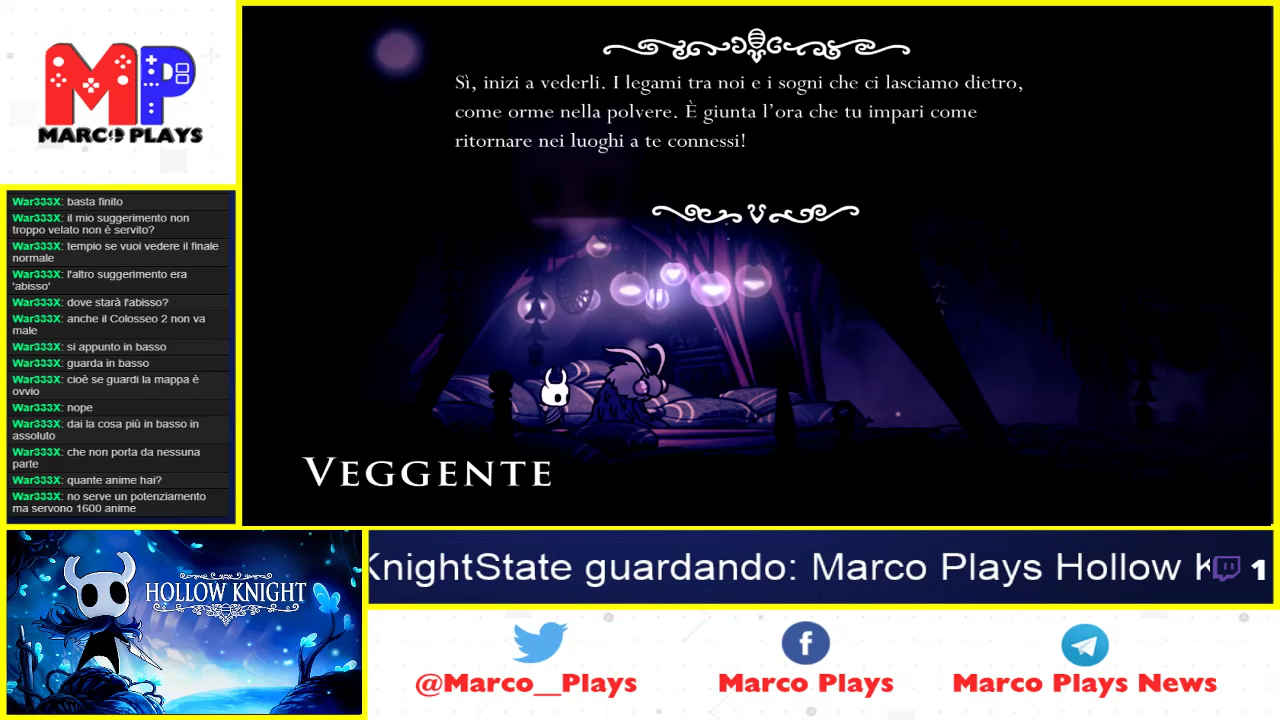 MP
MARCO PLAYS
War333X: basta finito
War333X: il mio suggerimento non
troppo velato non è servito?
War333X: tempio se vuoi vedere il finale
normale
War333X: l'altro suggerimento era
'abisso'
War333X: dove starà l'abisso?
War333X: anche il Colosseo 2 non va
male
War333X: si appunto in basso
War333X: guarda in basso
War333X: cioè se guardi la mappa è
ovvio
War333X: nope
War333X: dai la cosa più in basso in
assoluto
War333X: che non porta da nessuna
parte
War333X: quante anime hai?
War333X: no serve un potenziamento
ma servono 1600 anime
Sì, inizi a vederli. I legami tra noi e i sogni che ci lasciamo dietro,
come orme nella polvere. È giunta l'ora che tu impari come
ritornare nei luoghi a te connessi!
VEGGENTE
HOLLOW KNIGHT
KnightState guardando: Marco Plays Hollow K
1
@Marco__Plays
Marco Plays
Marco Plays News